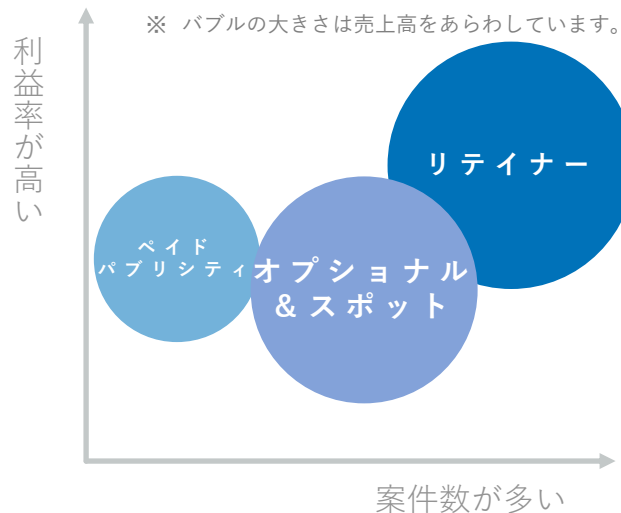 ※ バブルの大きさは売上高をあらわしています。
利益率が高い
リテイナー
ペイド
パブリシティ
オプショナル
&スポット
案件数が多い